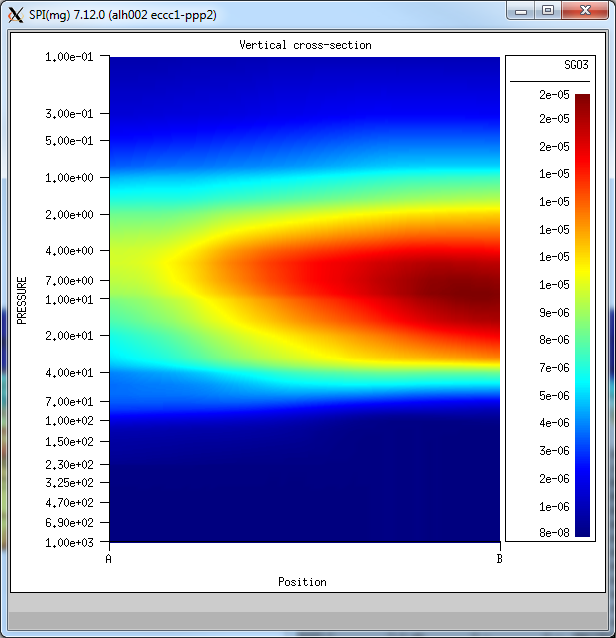 SPI(mg) 7.12.0 (alh002 eccc1-ppp2)
Vertical cross-section
PRESSURE
1.00e-01
3.00e-01
5.00e-01
1.00e+00
2.00e+00
4.00e+00
7.00e+00
1.00e+01
2.00e+01
4.00e+01
7.00e+01
1.00e+02
1.50e+02
2.30e+02
3.25e+02
4.70e+02
6.90e+02
1.00e+03
A
B
Position
SGO3
2e-05
2e-05
2e-05
1e-05
1e-05
1e-05
1e-05
1e-05
9e-06
8e-06
7e-06
5e-06
4e-06
3e-06
2e-06
1e-06
8e-08